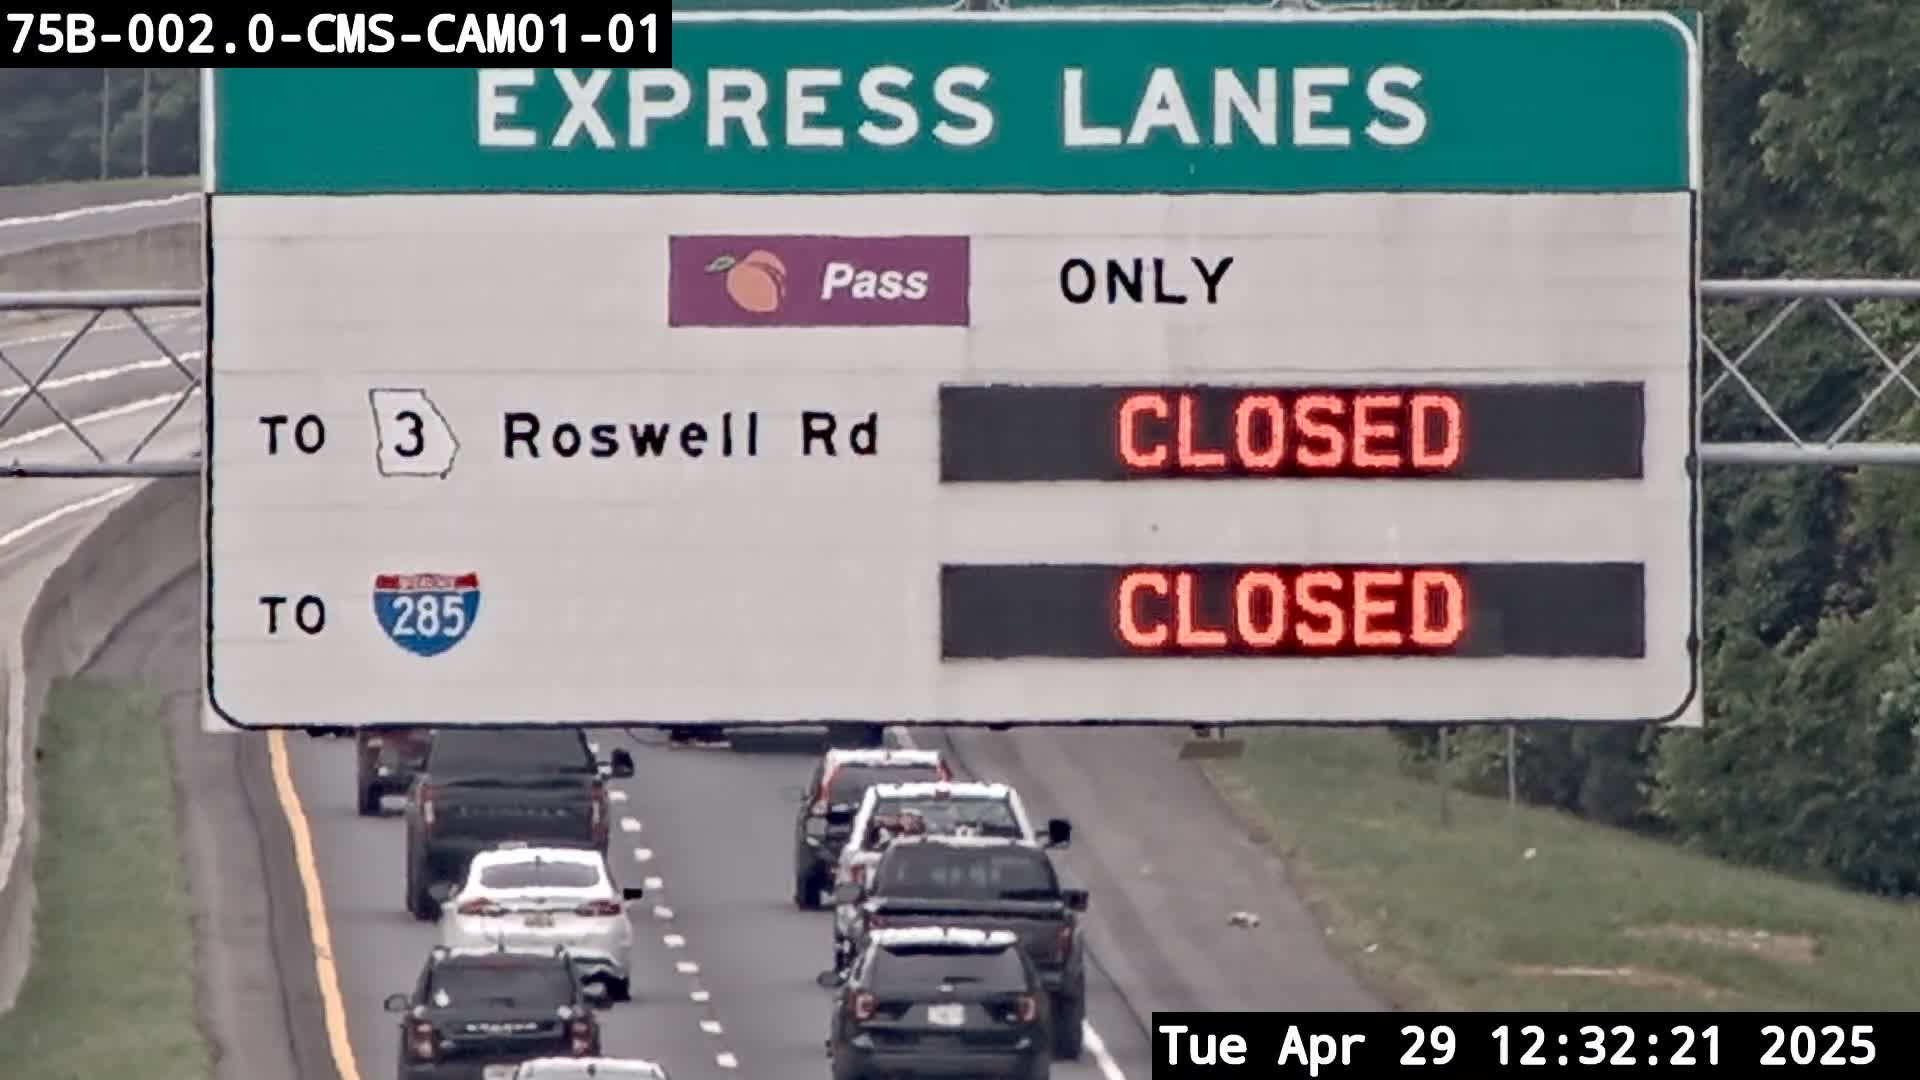 75B-002.0-CMS-CAM01-01
EXPRESS LANES
Pass ONLY
TO 3 Roswell Rd CLOSED
TO 285 CLOSED
Tue Apr 29 12:32:21 2025